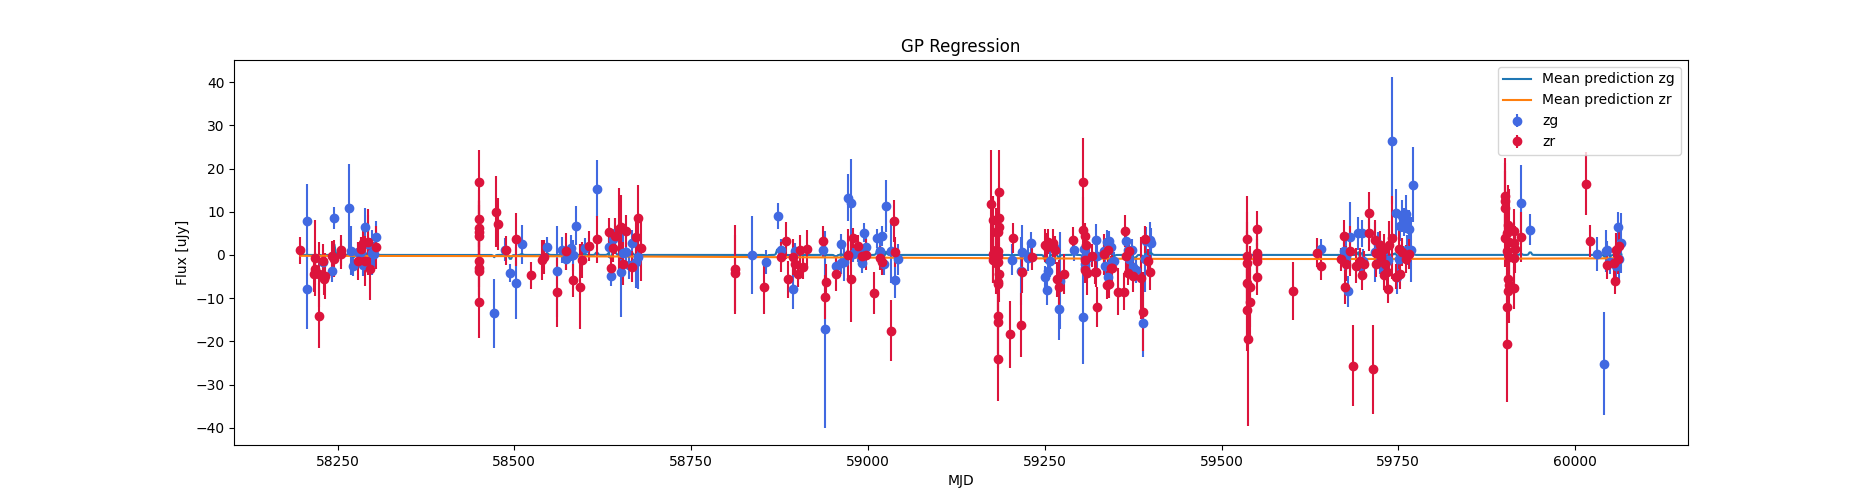 GP Regression
Flux [uJy]
40
30
20
10
0
−10
−20
−30
−40
58250
58500
58750
59000
59250
59500
59750
60000
MJD
Mean prediction zg
Mean prediction zr
zg
zr